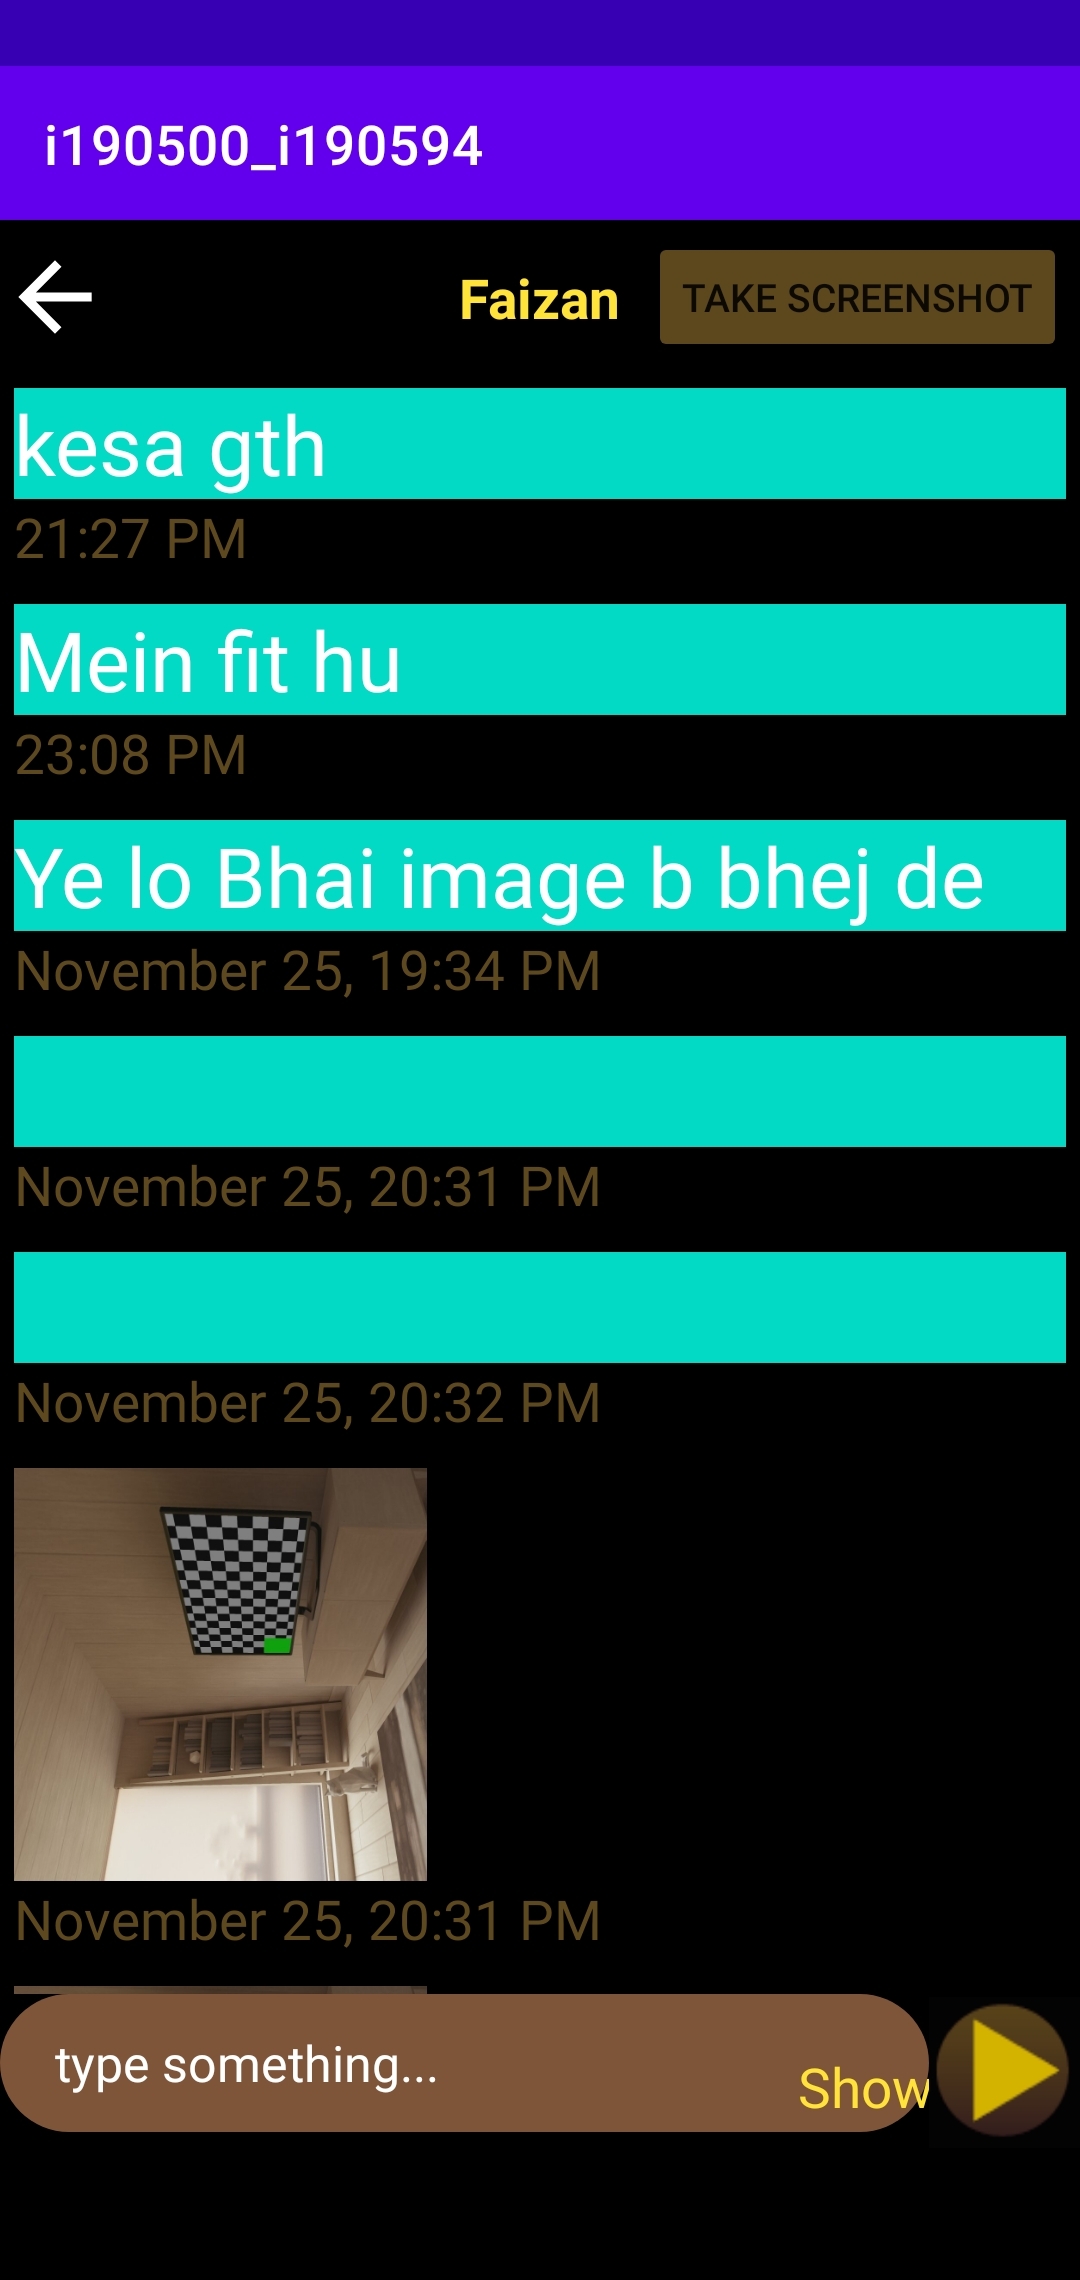 i190500_i190594
Faizan
TAKE SCREENSHOT
kesa gth
21:27 PM
Mein fit hu
23:08 PM
Ye lo Bhai image b bhej de
November 25, 19:34 PM
November 25, 20:31 PM
November 25, 20:32 PM
November 25, 20:31 PM
type something...
Show